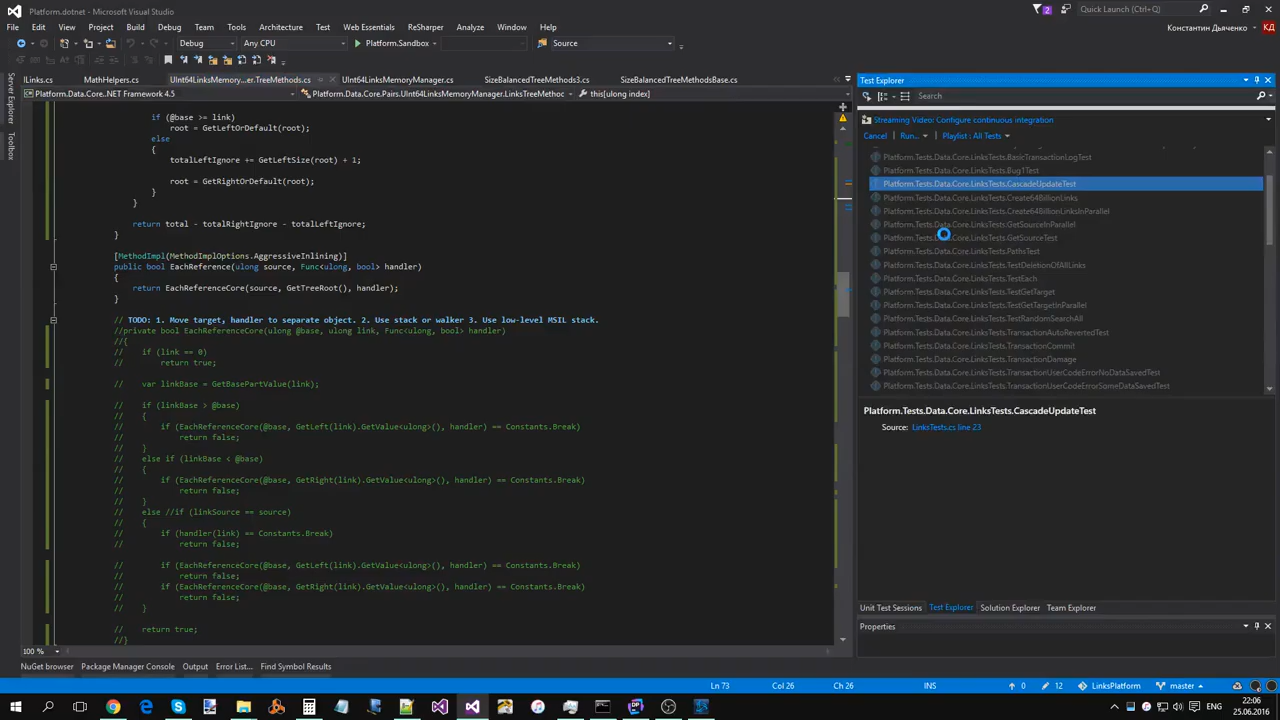 Platform.dotnet - Microsoft Visual Studio
2
Quick Launch (Ctrl+Q)
File Edit View Project Build Debug Team Tools Architecture Test Web Essentials ReSharper Analyze Window Help
Константин Дьяченко КД
Debug Any CPU Platform.Sandbox Source
ILinks.cs MathHelpers.cs UInt64LinksMemory...er.TreeMethods.cs UInt64LinksMemoryManager.cs SizeBalancedTreeMethods3.cs SizeBalancedTreeMethodsBase.cs
Platform.Data.Core..NET Framework 4.5 Platform.Data.Core.Pairs.UInt64LinksMemoryManager.LinksTreeMethoc this[ulong index]
Server Explorer
Toolbox
if (@base >= link)
root = GetLeftOrDefault(root);
else
{
totalLeftIgnore += GetLeftSize(root) + 1;
root = GetRightOrDefault(root);
}
}
return total - totalRightIgnore - totalLeftIgnore;
}
[MethodImpl(MethodImplOptions.AggressiveInlining)]
public bool EachReference(ulong source, Func<ulong, bool> handler)
{
return EachReferenceCore(source, GetTreeRoot(), handler);
}
// TODO: 1. Move target, handler to separate object. 2. Use stack or walker 3. Use low-level MSIL stack.
//private bool EachReferenceCore(ulong @base, ulong link, Func<ulong, bool> handler)
//{
// if (link == 0)
// return true;
// var linkBase = GetBasePartValue(link);
// if (linkBase > @base)
// {
// if (EachReferenceCore(@base, GetLeft(link).GetValue<ulong>(), handler) == Constants.Break)
// return false;
// }
// else if (linkBase < @base)
// {
// if (EachReferenceCore(@base, GetRight(link).GetValue<ulong>(), handler) == Constants.Break)
// return false;
// }
// else //if (linkSource == source)
// {
// if (handler(link) == Constants.Break)
// return false;
// if (EachReferenceCore(@base, GetLeft(link).GetValue<ulong>(), handler) == Constants.Break)
// return false;
// if (EachReferenceCore(@base, GetRight(link).GetValue<ulong>(), handler) == Constants.Break)
// return false;
// }
// return true;
//}
100 %
Test Explorer
Search
Streaming Video: Configure continuous integration
Cancel Run... Playlist : All Tests
Platform.Tests.Data.Core.LinksTests.BasicTransactionLogTest
Platform.Tests.Data.Core.LinksTests.Bug1Test
Platform.Tests.Data.Core.LinksTests.CascadeUpdateTest
Platform.Tests.Data.Core.LinksTests.Create64BillionLinks
Platform.Tests.Data.Core.LinksTests.Create64BillionLinksInParallel
Platform.Tests.Data.Core.LinksTests.GetSourceInParallel
Platform.Tests.Data.Core.LinksTests.GetSourceTest
Platform.Tests.Data.Core.LinksTests.PathsTest
Platform.Tests.Data.Core.LinksTests.TestDeletionOfAllLinks
Platform.Tests.Data.Core.LinksTests.TestEach
Platform.Tests.Data.Core.LinksTests.TestGetTarget
Platform.Tests.Data.Core.LinksTests.TestGetTargetInParallel
Platform.Tests.Data.Core.LinksTests.TestRandomSearchAll
Platform.Tests.Data.Core.LinksTests.TransactionAutoRevertedTest
Platform.Tests.Data.Core.LinksTests.TransactionCommit
Platform.Tests.Data.Core.LinksTests.TransactionDamage
Platform.Tests.Data.Core.LinksTests.TransactionUserCodeErrorNoDataSavedTest
Platform.Tests.Data.Core.LinksTests.TransactionUserCodeErrorSomeDataSavedTest
Platform.Tests.Data.Core.LinksTests.CascadeUpdateTest
Source: LinksTests.cs line 23
Unit Test Sessions Test Explorer Solution Explorer Team Explorer
Properties
NuGet browser Package Manager Console Output Error List... Find Symbol Results
Ln 73 Col 26 Ch 26 INS 0 12 LinksPlatform master
ENG
22:06
25.06.2016